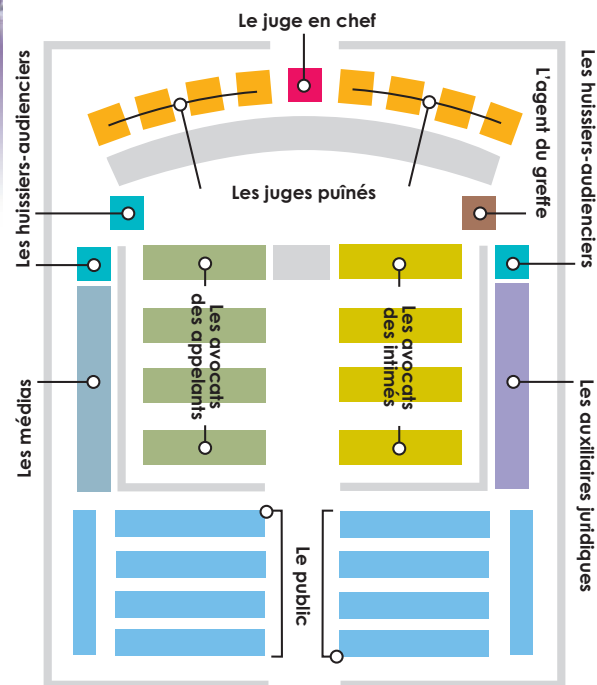 Le juge en chef
Les huissiers-audienciers
Les huissiers-audienciers
L'agent du greffe
Les juges puînés
Les avocats
des appelants
Les avocats
des intimés
Les médias
Les auxiliaires juridiques
Le public